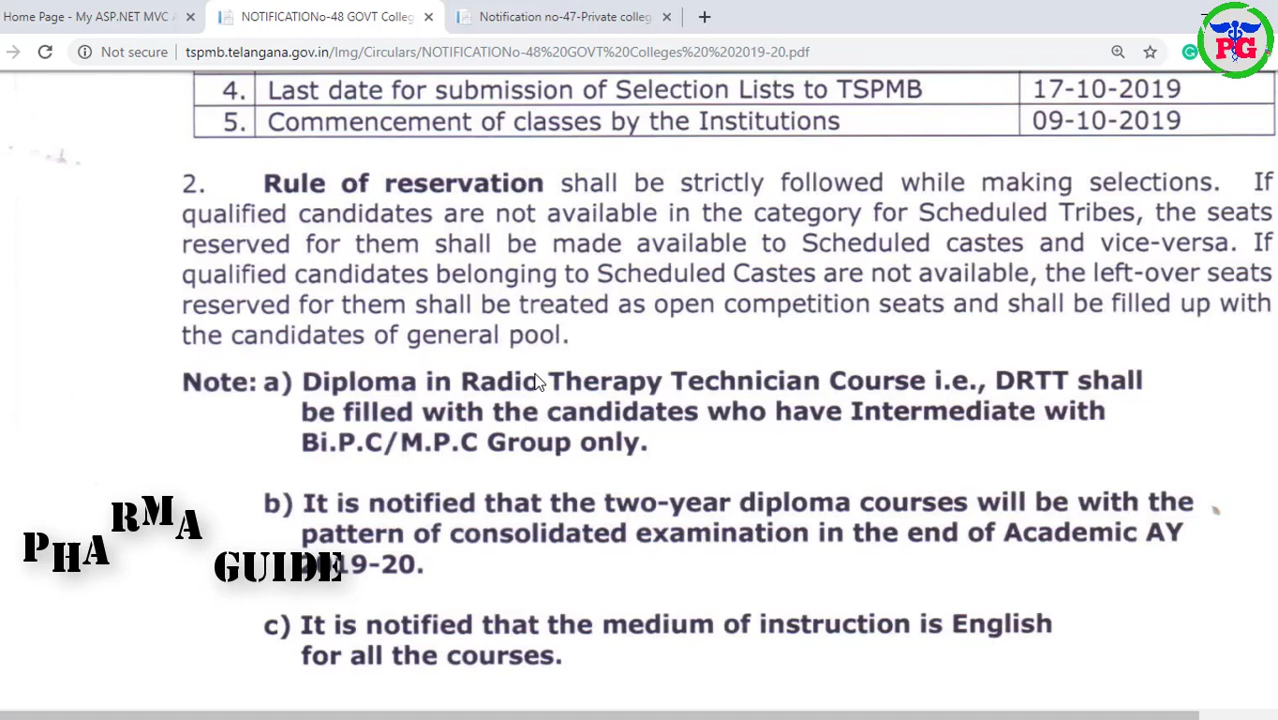 Home Page - My ASP.NET MVC A
NOTIFICATIONo-48 GOVT Colleg
Notification no-47-Private colleg
Not secure
tspmb.telangana.gov.in/Img/Circulars/NOTIFICATIONo-48%20GOVT%20Colleges%20%202019-20.pdf
PG
4. Last date for submission of Selection Lists to TSPMB 17-10-2019
5. Commencement of classes by the Institutions 09-10-2019
2. Rule of reservation shall be strictly followed while making selections. If
qualified candidates are not available in the category for Scheduled Tribes, the seats
reserved for them shall be made available to Scheduled castes and vice-versa. If
qualified candidates belonging to Scheduled Castes are not available, the left-over seats
reserved for them shall be treated as open competition seats and shall be filled up with
the candidates of general pool.
Note: a) Diploma in Radio Therapy Technician Course i.e., DRTT shall
be filled with the candidates who have Intermediate with
Bi.P.C/M.P.C Group only.
b) It is notified that the two-year diploma courses will be with the
pattern of consolidated examination in the end of Academic AY
2019-20.
PHARMA
GUIDE
c) It is notified that the medium of instruction is English
for all the courses.